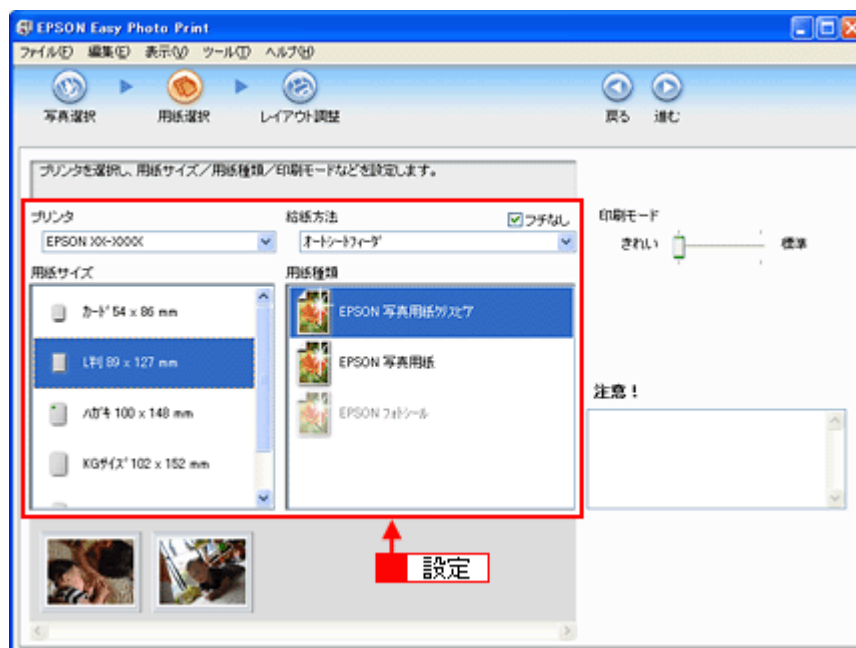 EPSON Easy Photo Print
ファイル(F) 編集(E) 表示(V) ツール(T) ヘルプ(H)
写真選択 用紙選択 レイアウト調整 戻る 進む
プリンタを選択し、用紙サイズ/用紙種類/印刷モードなどを設定します。
プリンタ 給紙方法 フチなし 印刷モード
EPSON XX-XXXX オートシートフィーダ きれい 標準
用紙サイズ 用紙種類
カード 54 x 86 mm EPSON 写真用紙クリスピア
L判 89 x 127 mm EPSON 写真用紙
ハガキ 100 x 148 mm EPSON フォトシール
KGサイズ 102 x 152 mm
注意!
設定